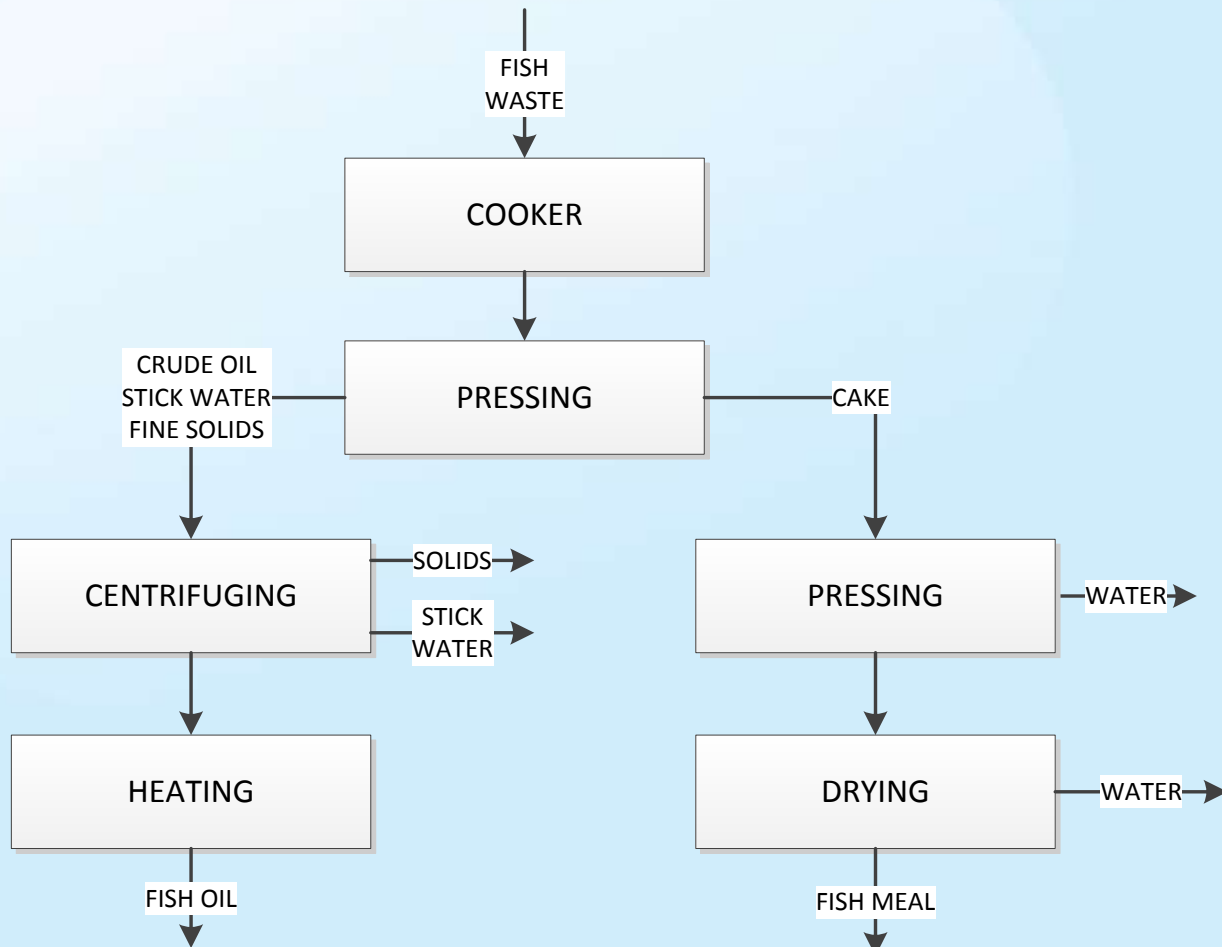 FISH
WASTE
COOKER
PRESSING
CRUDE OIL
STICK WATER
FINE SOLIDS
CAKE
CENTRIFUGING
SOLIDS
STICK
WATER
PRESSING
WATER
HEATING
DRYING
WATER
FISH OIL
FISH MEAL